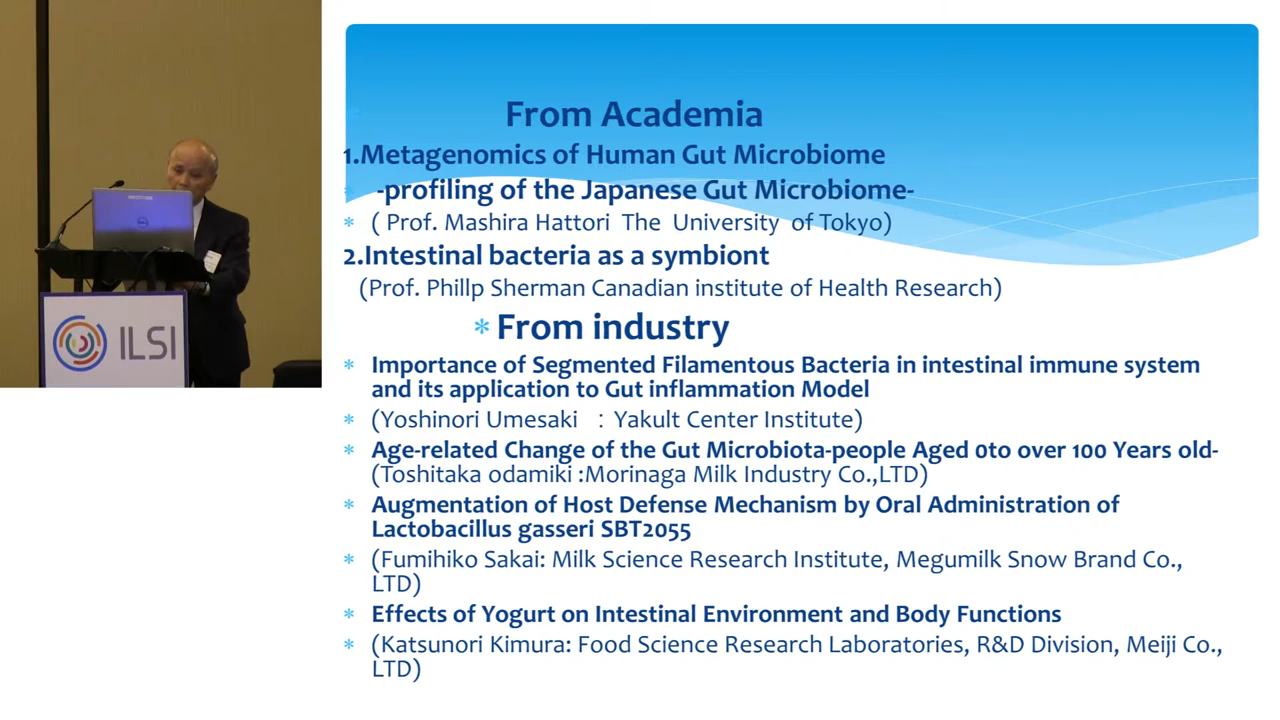 From Academia
1.Metagenomics of Human Gut Microbiome
-profiling of the Japanese Gut Microbiome-
( Prof. Mashira Hattori The University of Tokyo)
2.Intestinal bacteria as a symbiont
(Prof. Phillp Sherman Canadian institute of Health Research)
* From industry
* Importance of Segmented Filamentous Bacteria in intestinal immune system
and its application to Gut inflammation Model
* (Yoshinori Umesaki : Yakult Center Institute)
* Age-related Change of the Gut Microbiota-people Aged 0to over 100 Years old-
(Toshitaka odamiki :Morinaga Milk Industry Co.,LTD)
* Augmentation of Host Defense Mechanism by Oral Administration of
Lactobacillus gasseri SBT2055
* (Fumihiko Sakai: Milk Science Research Institute, Megumilk Snow Brand Co.,
LTD)
* Effects of Yogurt on Intestinal Environment and Body Functions
* (Katsunori Kimura: Food Science Research Laboratories, R&D Division, Meiji Co.,
LTD)
ILSI